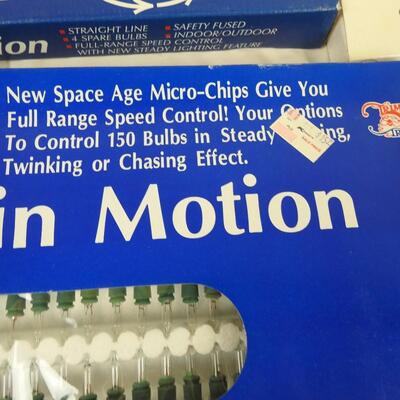 STRAIGHT LINE
4 SPARE BULBS
FULL-RANGE SPEED CONTROL
WITH NEW STEADY LIGHTING FEATURE
SAFETY FUSED
INDOOR/OUTDOOR
ion
New Space Age Micro-Chips Give You
Full Range Speed Control! Your Options
To Control 150 Bulbs in Steady
Twinking or Chasing Effect.
in Motion